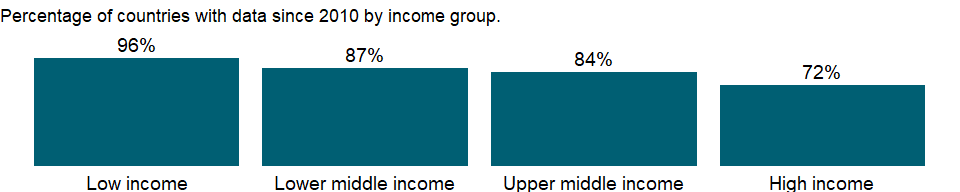 Percentage of countries with data since 2010 by income group.
96%
87%
84%
72%
Low income
Lower middle income
Upper middle income
High income